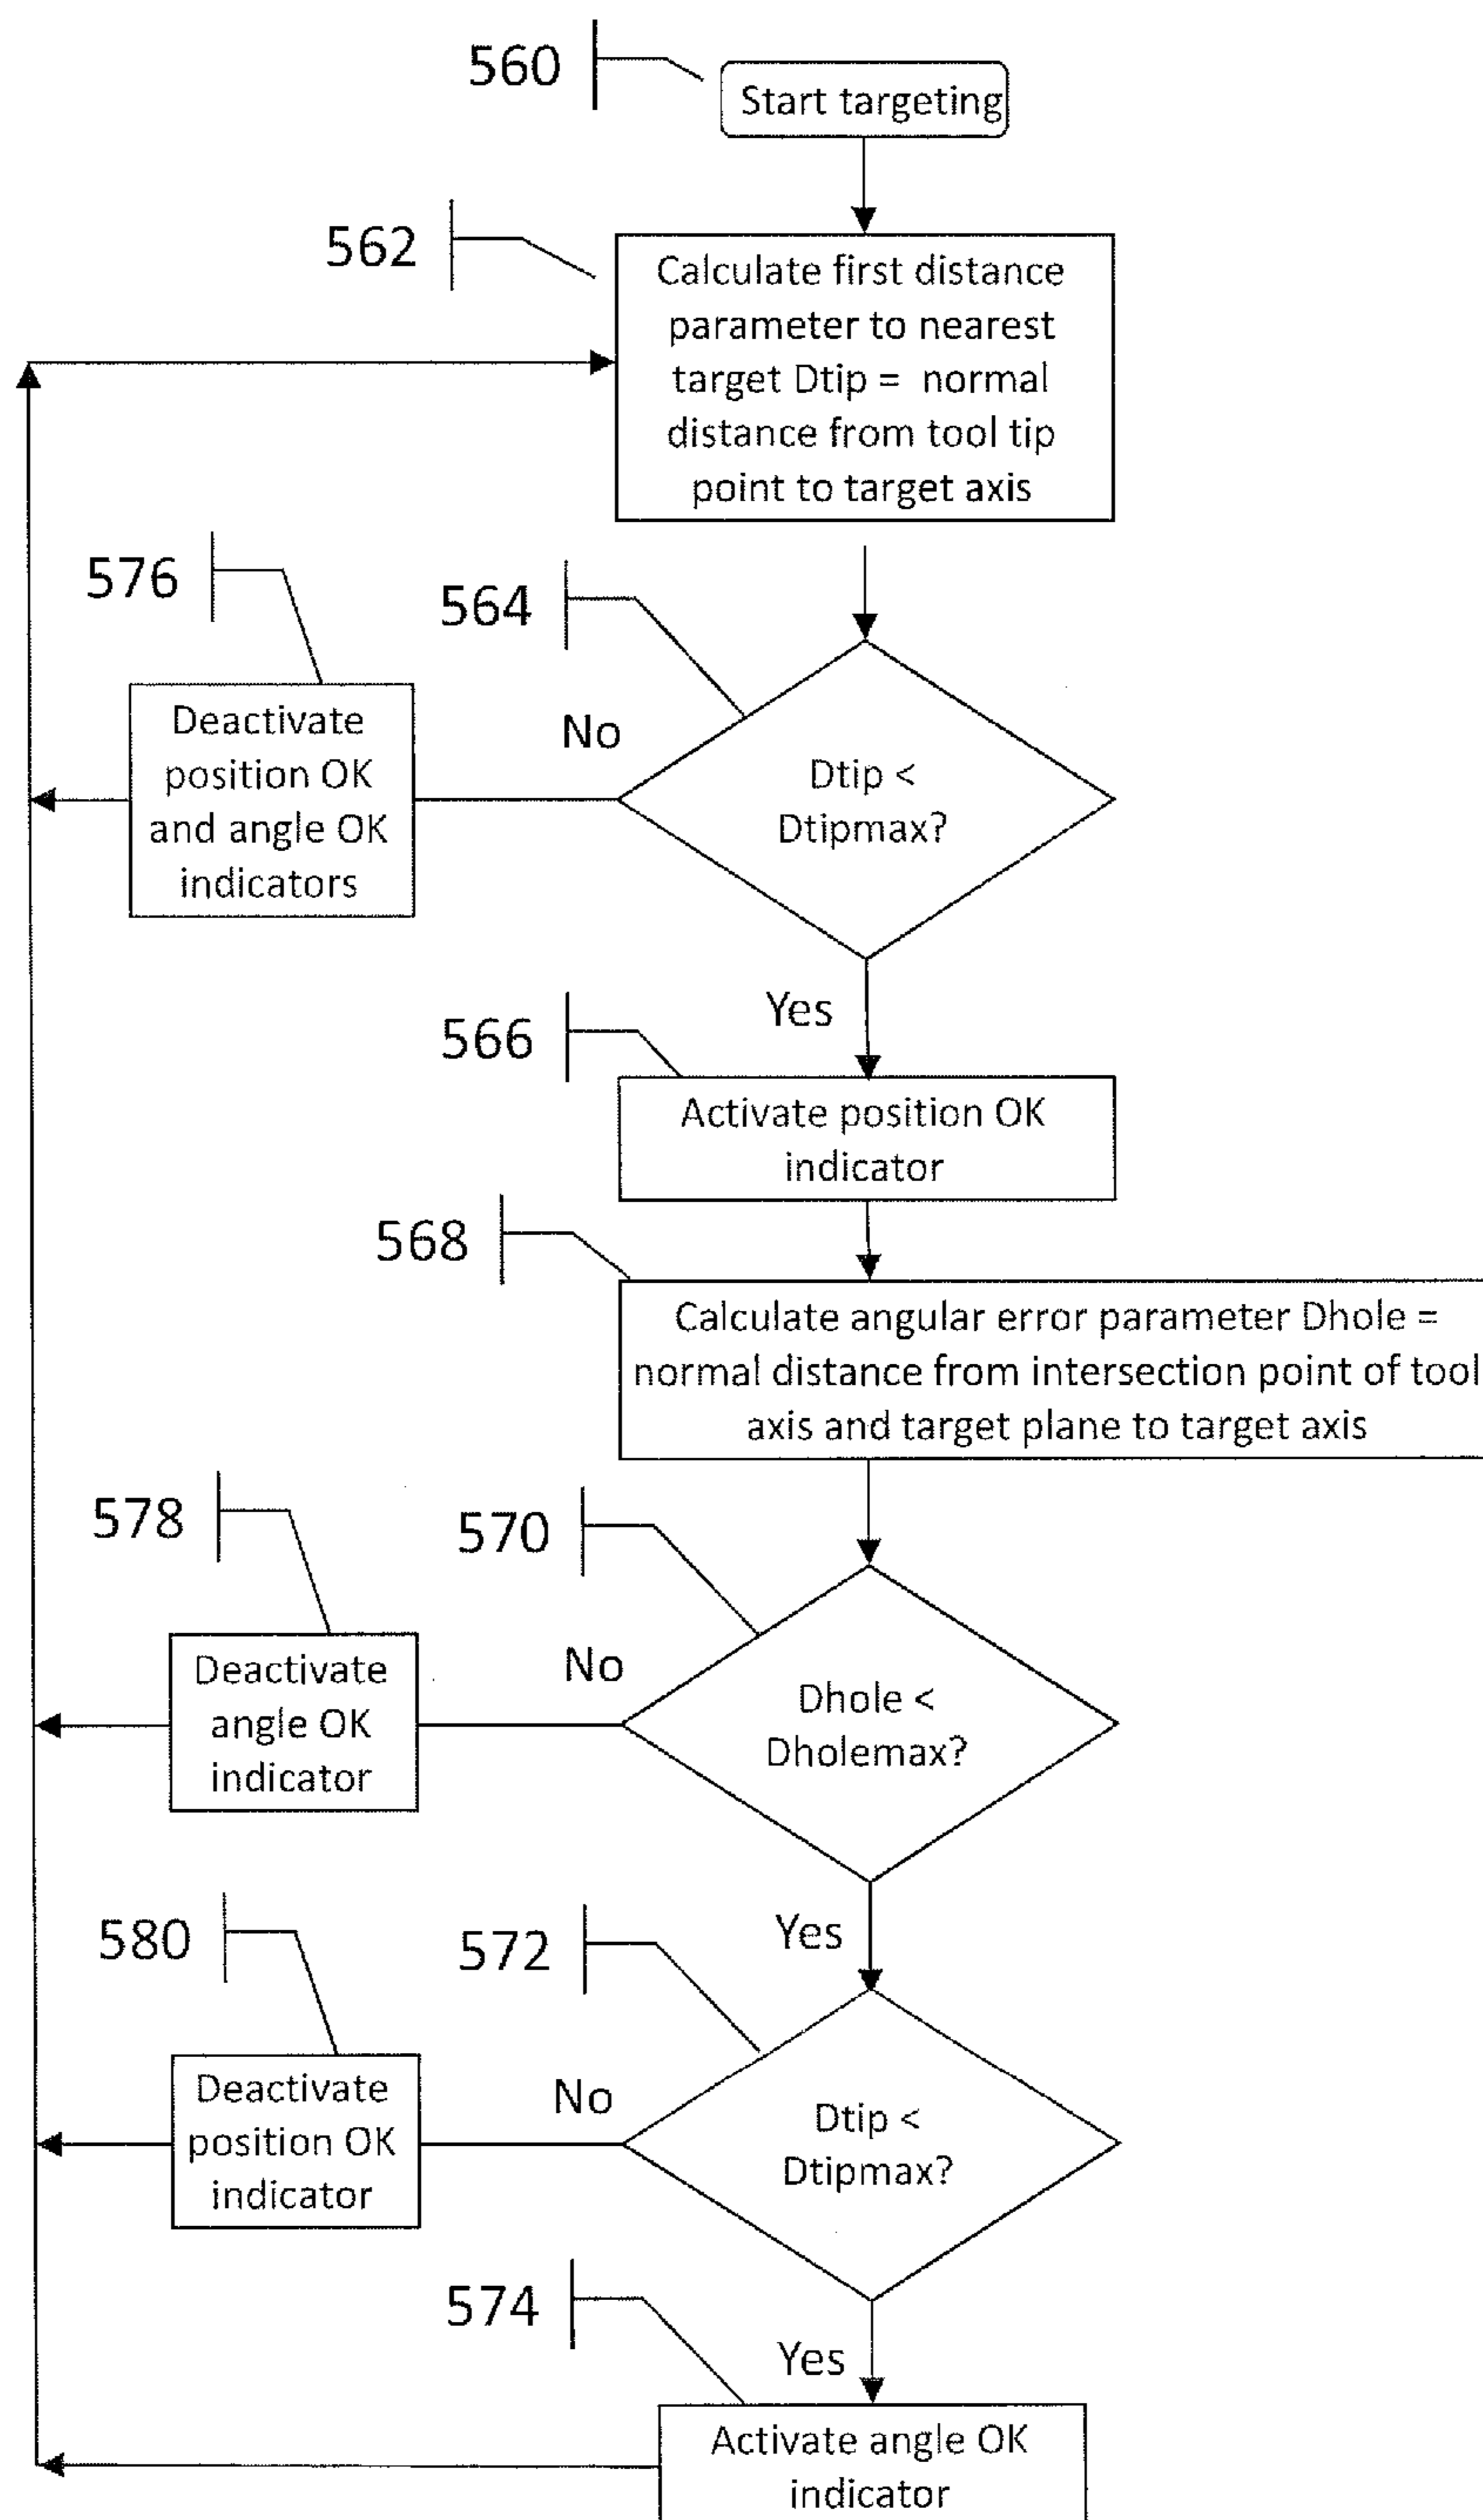 560
Start targeting
562
Calculate first distance
parameter to nearest
target Dtip = normal
distance from tool tip
point to target axis
576
564
Deactivate
position OK
and angle OK
indicators
No
Dtip <
Dtipmax?
Yes
566
Activate position OK
indicator
568
Calculate angular error parameter Dhole =
normal distance from intersection point of tool
axis and target plane to target axis
578
570
Deactivate
angle OK
indicator
No
Dhole <
Dholemax?
Yes
580
572
Deactivate
position OK
indicator
No
Dtip <
Dtipmax?
574
Yes
Activate angle OK
indicator